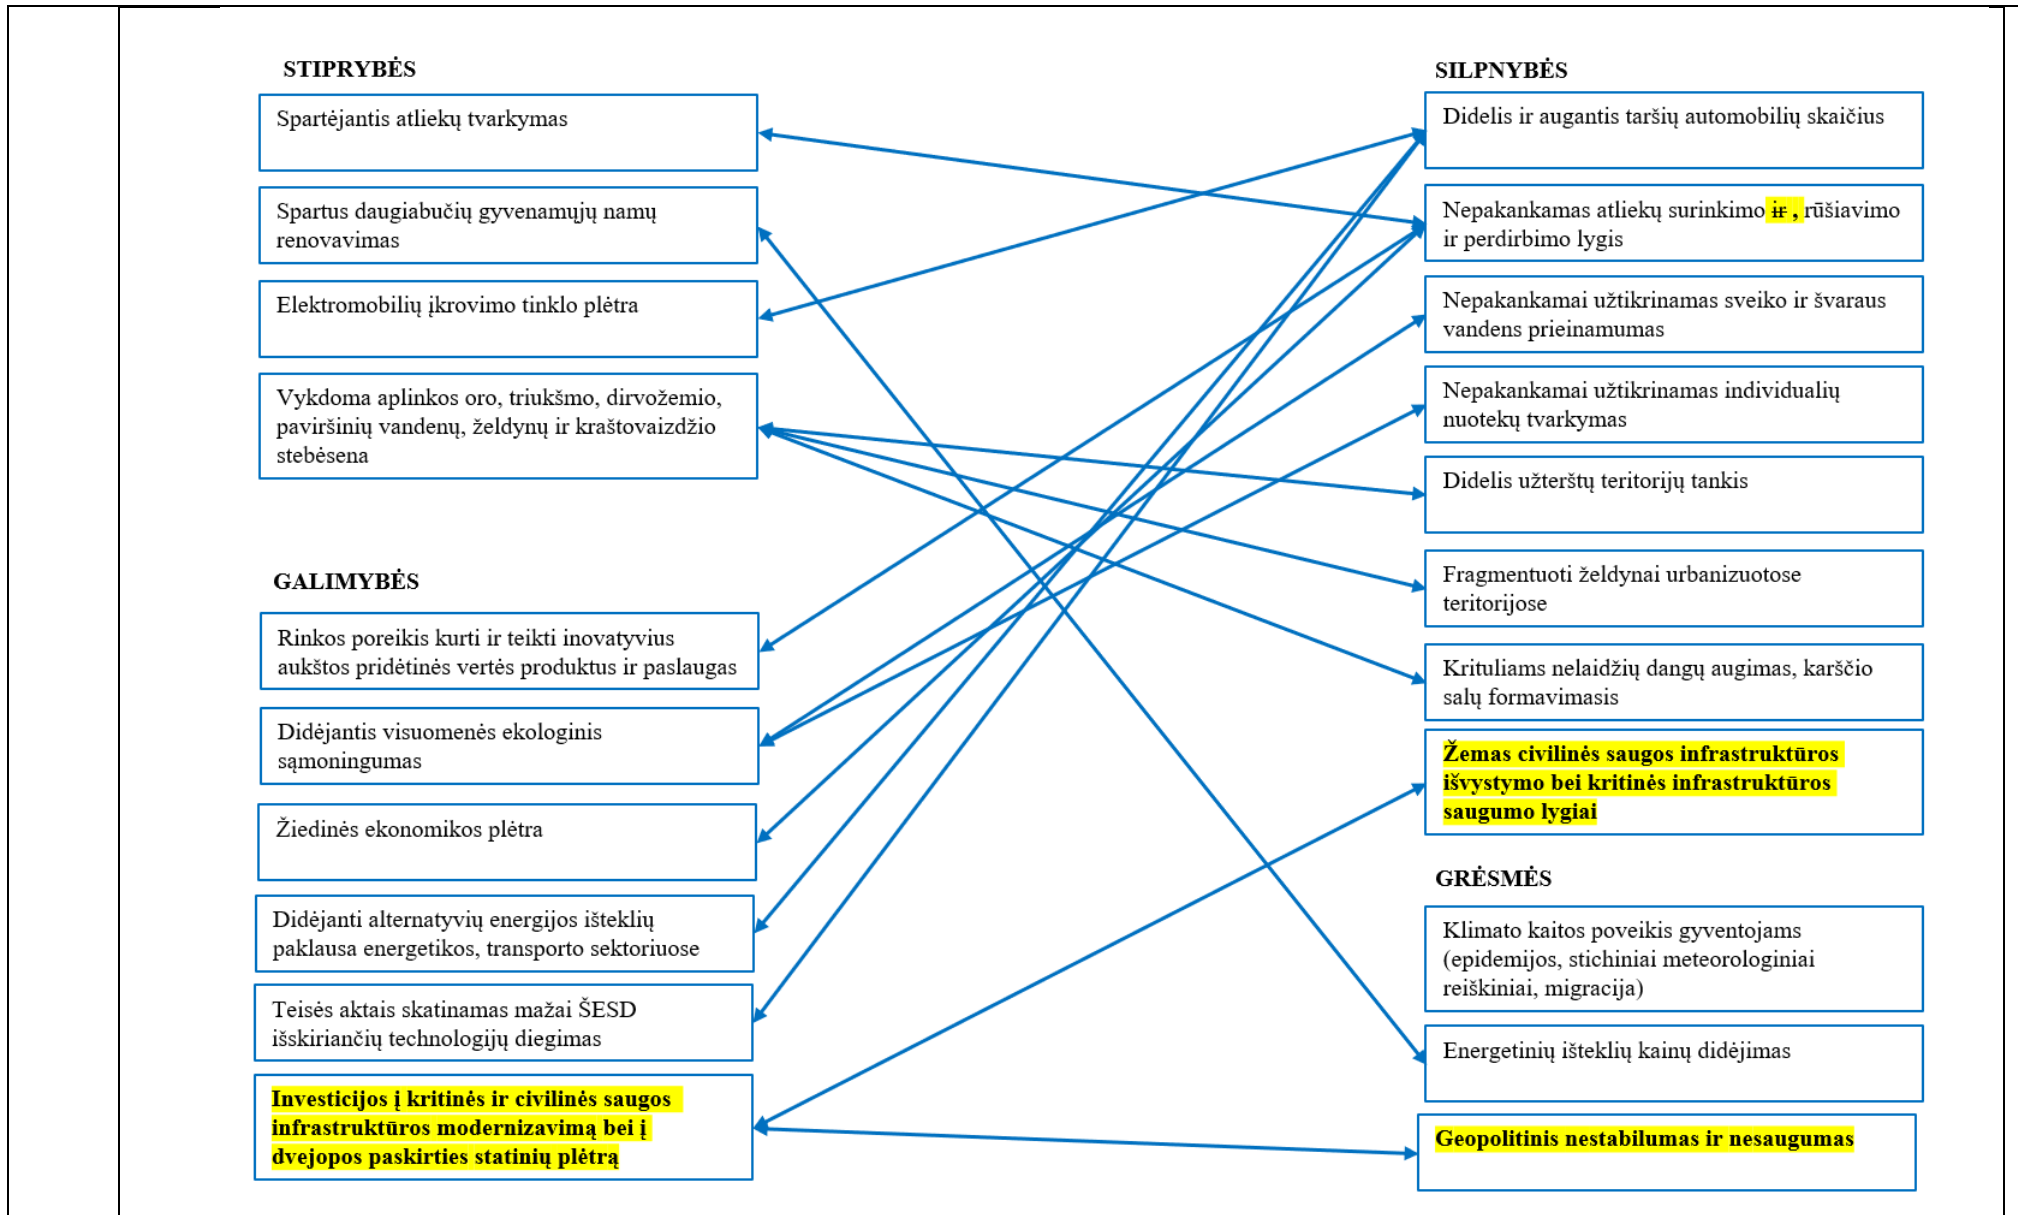 STIPRYBĖS
Spartėjantis atliekų tvarkymas
Spartus daugiabučių gyvenamųjų namų
renovavimas
Elektromobilių įkrovimo tinklo plėtra
Vykdoma aplinkos oro, triukšmo, dirvožemio,
paviršinių vandenų, želdynų ir kraštovaizdžio
stebėsena
GALIMYBĖS
Rinkos poreikis kurti ir teikti inovatyvius
aukštos pridėtinės vertės produktus ir paslaugas
Didėjantis visuomenės ekologinis
sąmoningumas
Žiedinės ekonomikos plėtra
Didėjanti alternatyvių energijos išteklių
paklausa energetikos, transporto sektoriuose
Teisės aktais skatinamas mažai ŠESD
išskiriančių technologijų diegimas
Investicijos į kritinės ir civilinės saugos
infrastruktūros modernizavimą bei į
dvejopos paskirties statinių plėtrą
SILPNYBĖS
Didelis ir augantis taršių automobilių skaičius
Nepakankamas atliekų surinkimo ir , rūšiavimo
ir perdirbimo lygis
Nepakankamai užtikrinamas sveiko ir švaraus
vandens prieinamumas
Nepakankamai užtikrinamas individualių
nuotekų tvarkymas
Didelis užterštų teritorijų tankis
Fragmentuoti želdynai urbanizuotose
teritorijose
Krituliams nelaidžių dangų augimas, karščio
salų formavimasis
Žemas civilinės saugos infrastruktūros
išvystymo bei kritinės infrastruktūros
saugumo lygiai
GRĖSMĖS
Klimato kaitos poveikis gyventojams
(epidemijos, stichiniai meteorologiniai
reiškiniai, migracija)
Energetinių išteklių kainų didėjimas
Geopolitinis nestabilumas ir nesaugumas